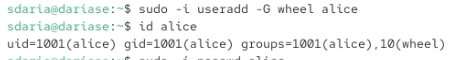 sdaria@dariase:~$ sudo -i useradd -G wheel alice
sdaria@dariase:~$ id alice
uid=1001(alice) gid=1001(alice) groups=1001(alice),10(wheel)